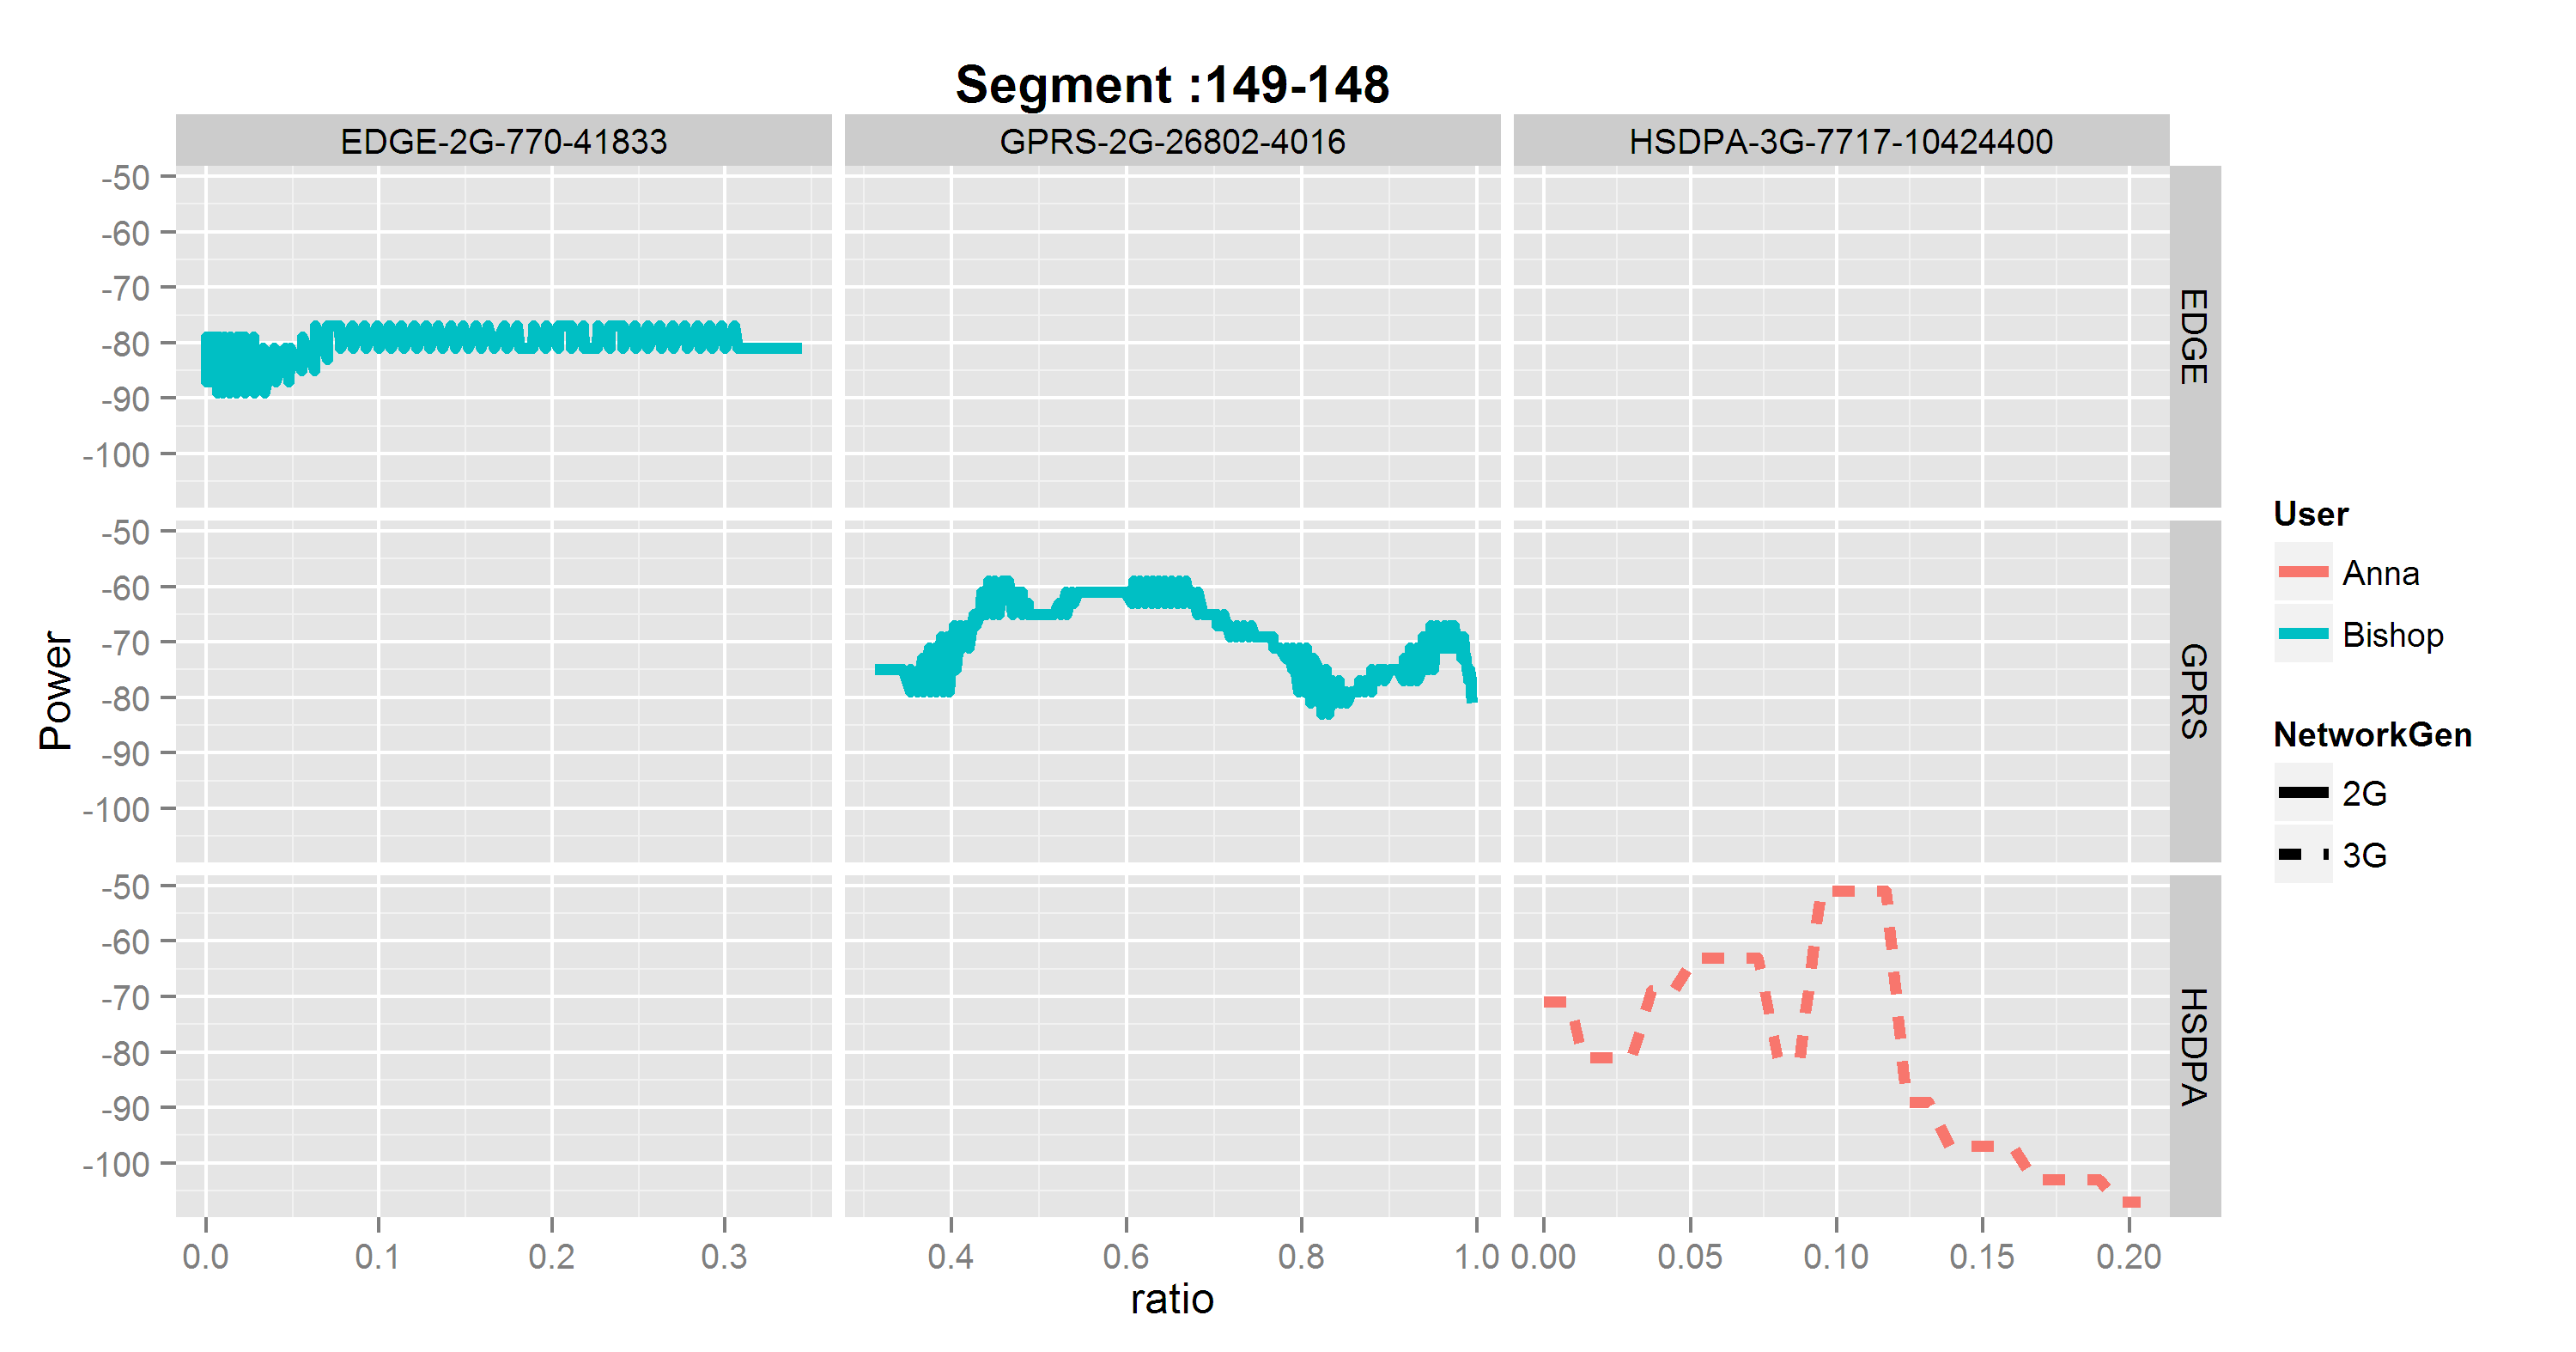 Segment :149-148
EDGE-2G-770-41833
GPRS-2G-26802-4016
HSDPA-3G-7717-10424400
Power
-50
-60
-70
-80
-90
-100
EDGE
-50
-60
-70
-80
-90
-100
GPRS
-50
-60
-70
-80
-90
-100
HSDPA
0.0 0.1 0.2 0.3
0.4 0.6 0.8 1.0
0.00 0.05 0.10 0.15 0.20
ratio
User
Anna
Bishop
NetworkGen
2G
3G